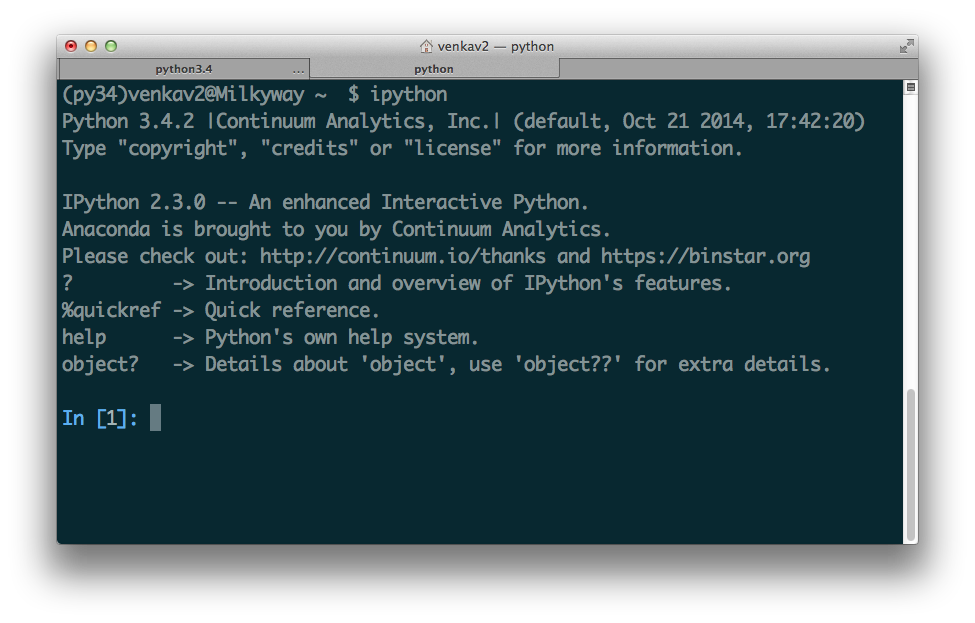 venkav2 — python
python3.4 ...
python
(py34)venkav2@Milkyway ~  $ ipython
Python 3.4.2 |Continuum Analytics, Inc.| (default, Oct 21 2014, 17:42:20)
Type "copyright", "credits" or "license" for more information.
IPython 2.3.0 -- An enhanced Interactive Python.
Anaconda is brought to you by Continuum Analytics.
Please check out: http://continuum.io/thanks and https://binstar.org
?         -> Introduction and overview of IPython's features.
%quickref -> Quick reference.
help      -> Python's own help system.
object?   -> Details about 'object', use 'object??' for extra details.
In [1]: